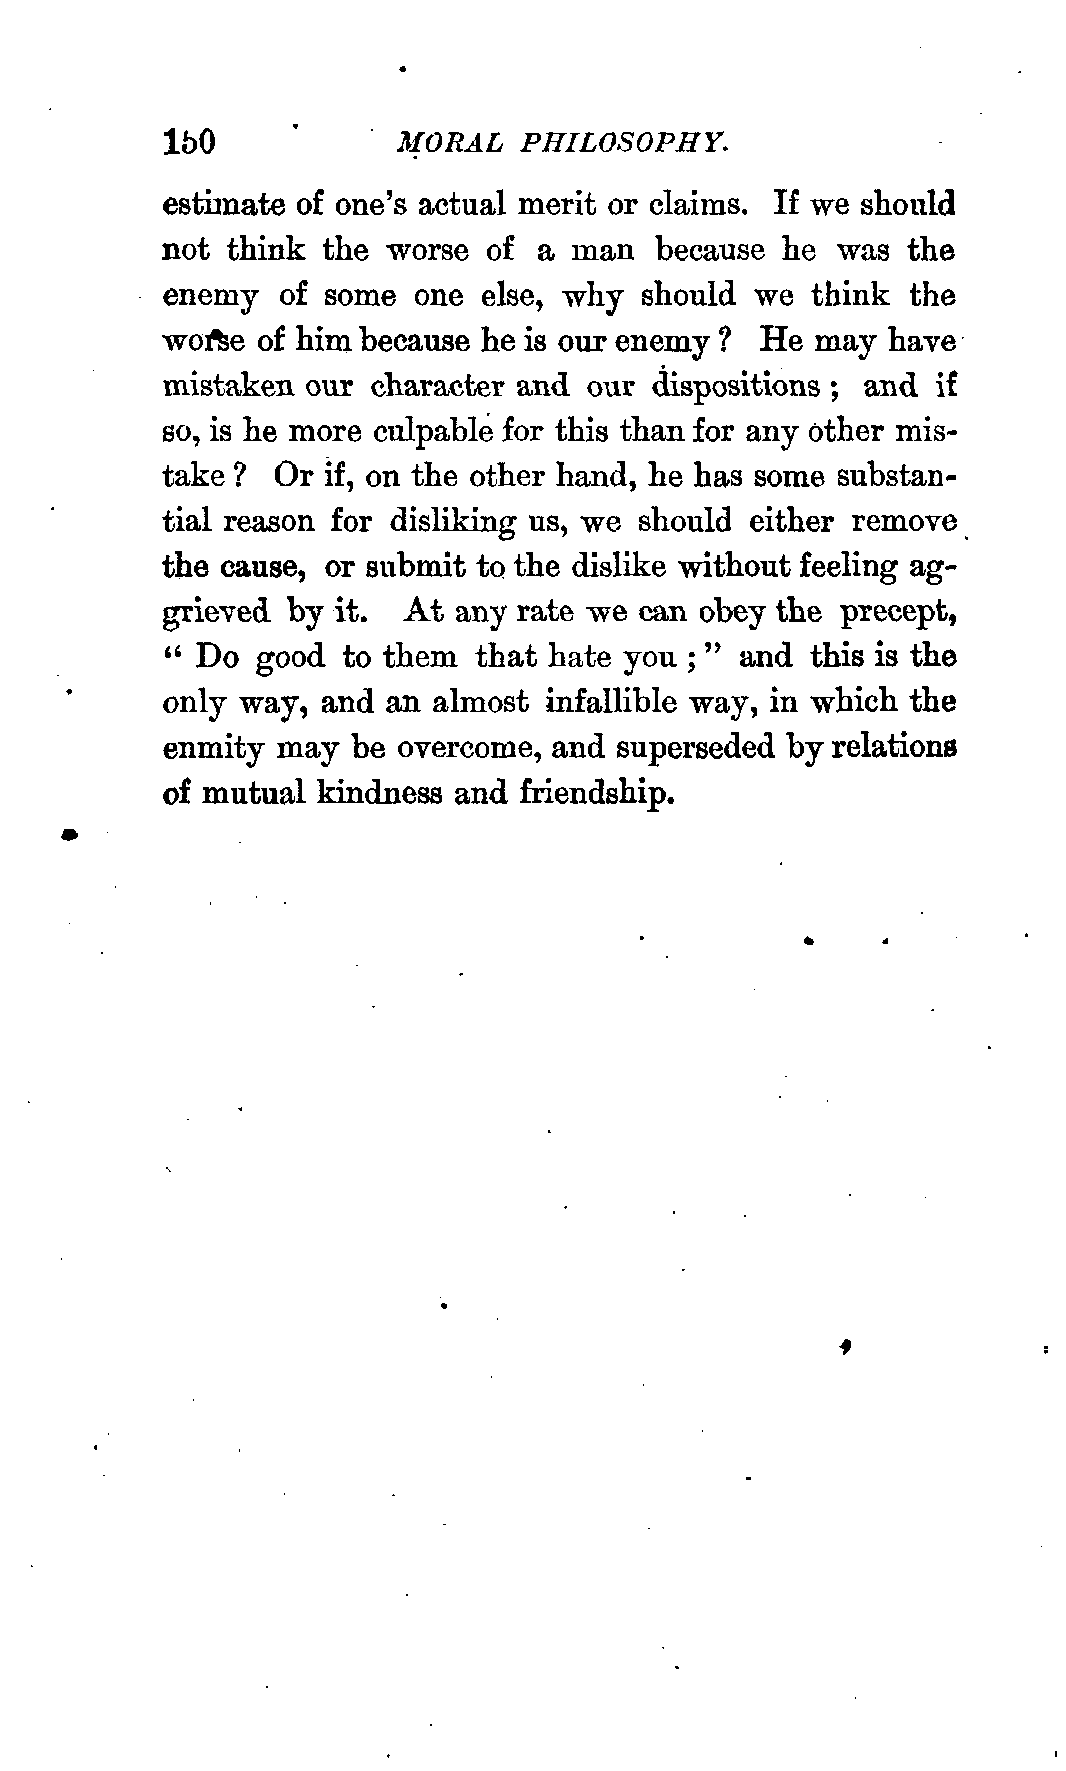 150 MORAL PHILOSOPHY.
estimate of one's actual merit or claims. If we should
not think the worse of a man because he was the
enemy of some one else, why should we think the
worse of him because he is our enemy ? He may have
mistaken our character and our dispositions ; and if
so, is he more culpable for this than for any other mis-
take ? Or if, on the other hand, he has some substan-
tial reason for disliking us, we should either remove
the cause, or submit to the dislike without feeling ag-
grieved by it. At any rate we can obey the precept,
“ Do good to them that hate you ; ” and this is the
only way, and an almost infallible way, in which the
enmity may be overcome, and superseded by relations
of mutual kindness and friendship.